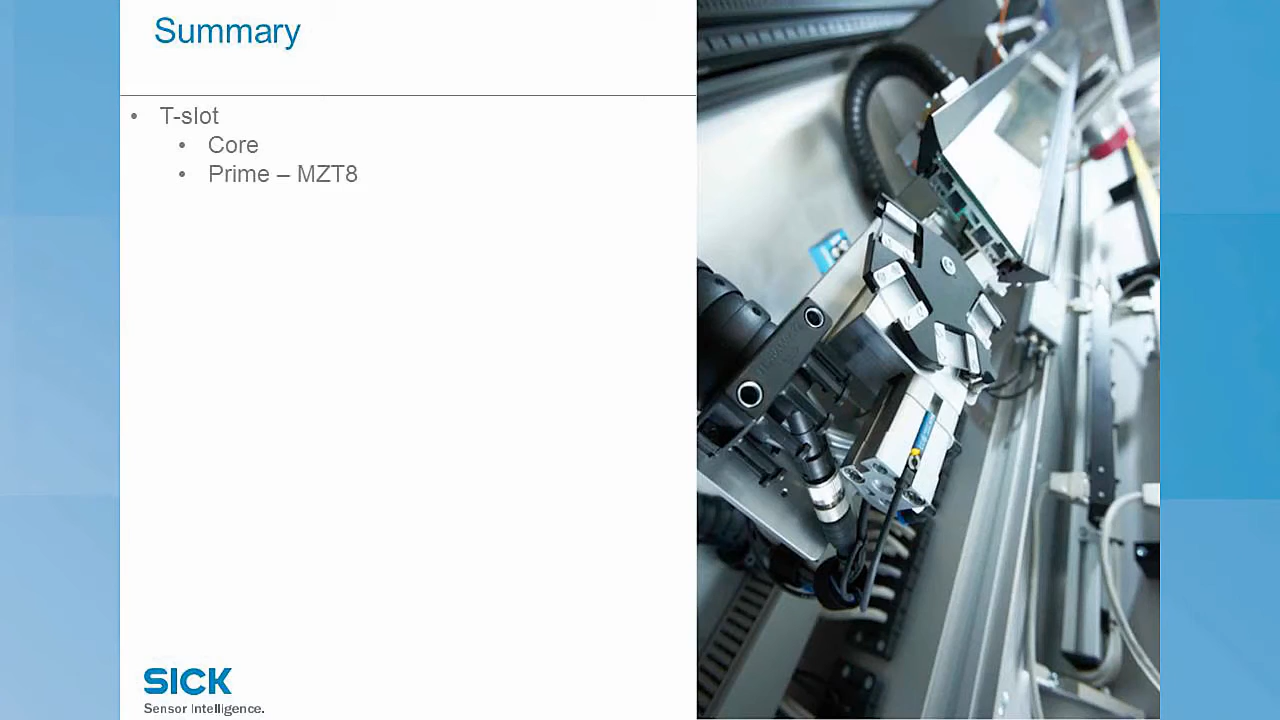 Summary
• T-slot
• Core
• Prime – MZT8
SICK
Sensor Intelligence.